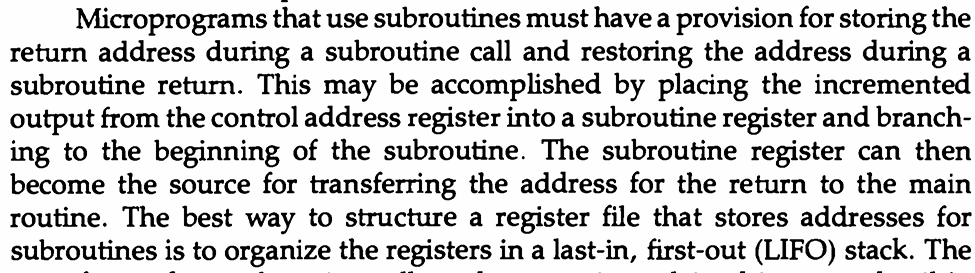 Microprograms that use subroutines must have a provision for storing the
return address during a subroutine call and restoring the address during a
subroutine return. This may be accomplished by placing the incremented
output from the control address register into a subroutine register and branch-
ing to the beginning of the subroutine. The subroutine register can then
become the source for transferring the address for the return to the main
routine. The best way to structure a register file that stores addresses for
subroutines is to organize the registers in a last-in, first-out (LIFO) stack. The